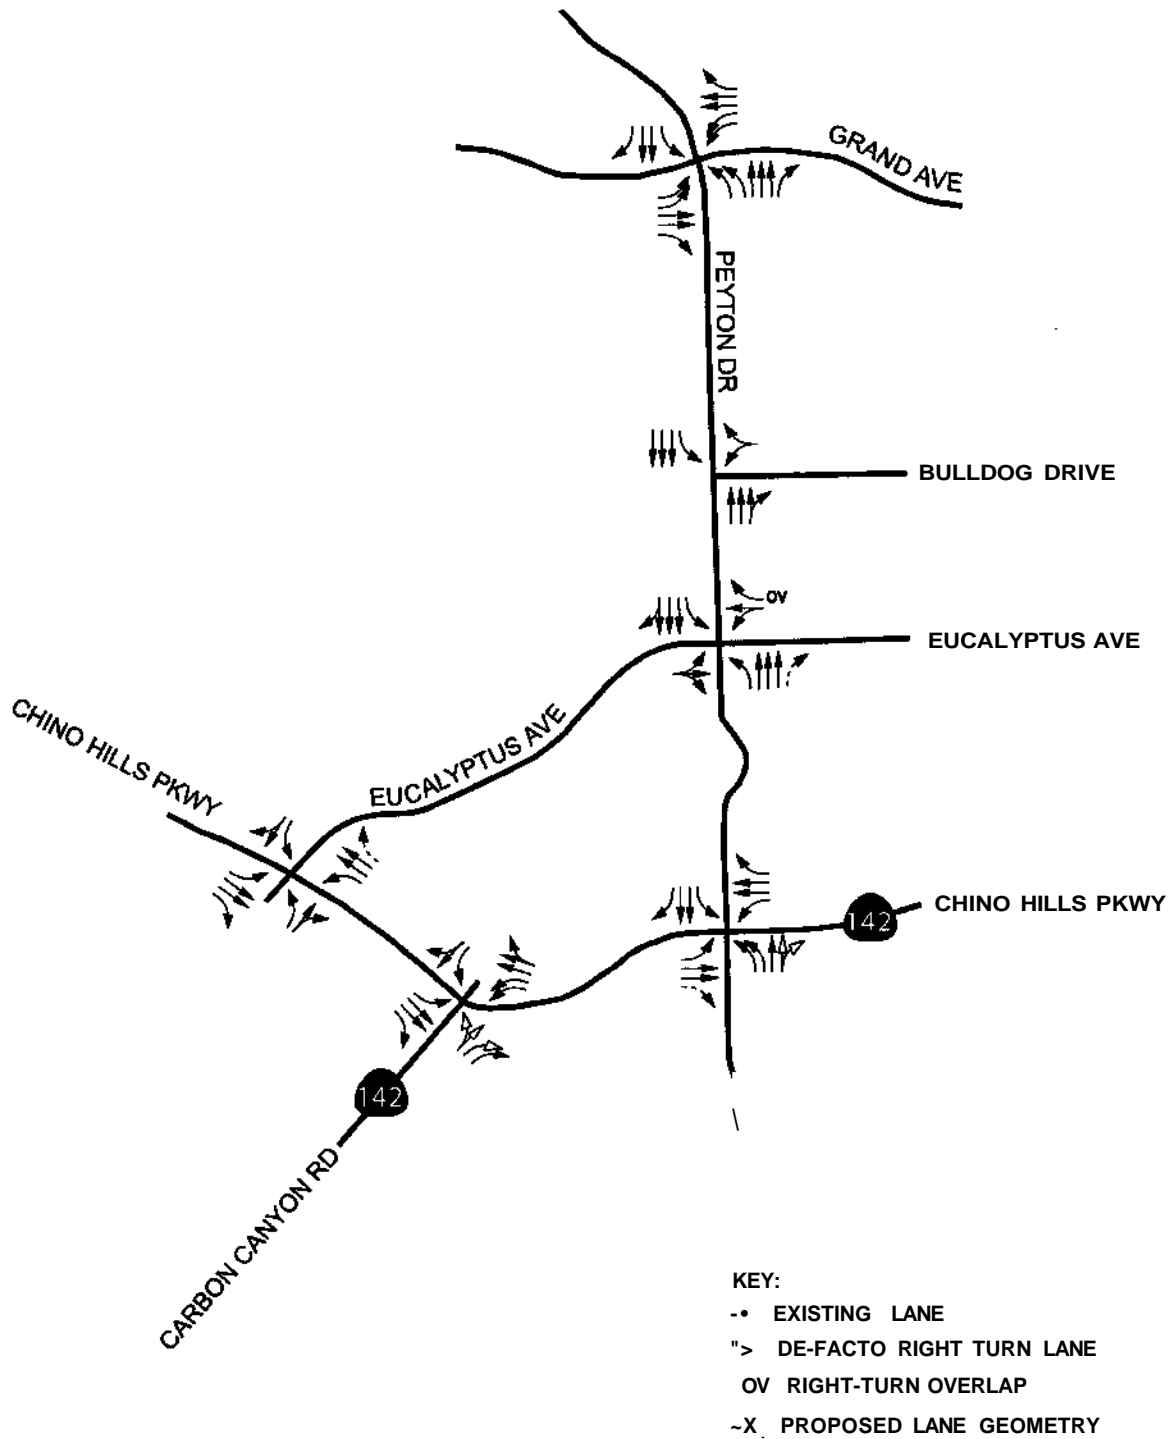 GRAND AVE
PEYTON DR
BULLDOG DRIVE
OV
EUCALYPTUS AVE
CHINO HILLS PKWY
EUCALYPTUS AVE
CHINO HILLS PKWY
142
142
CARBON CANYON RD
KEY:
-• EXISTING LANE
"> DE-FACTO RIGHT TURN LANE
OV RIGHT-TURN OVERLAP
~X PROPOSED LANE GEOMETRY